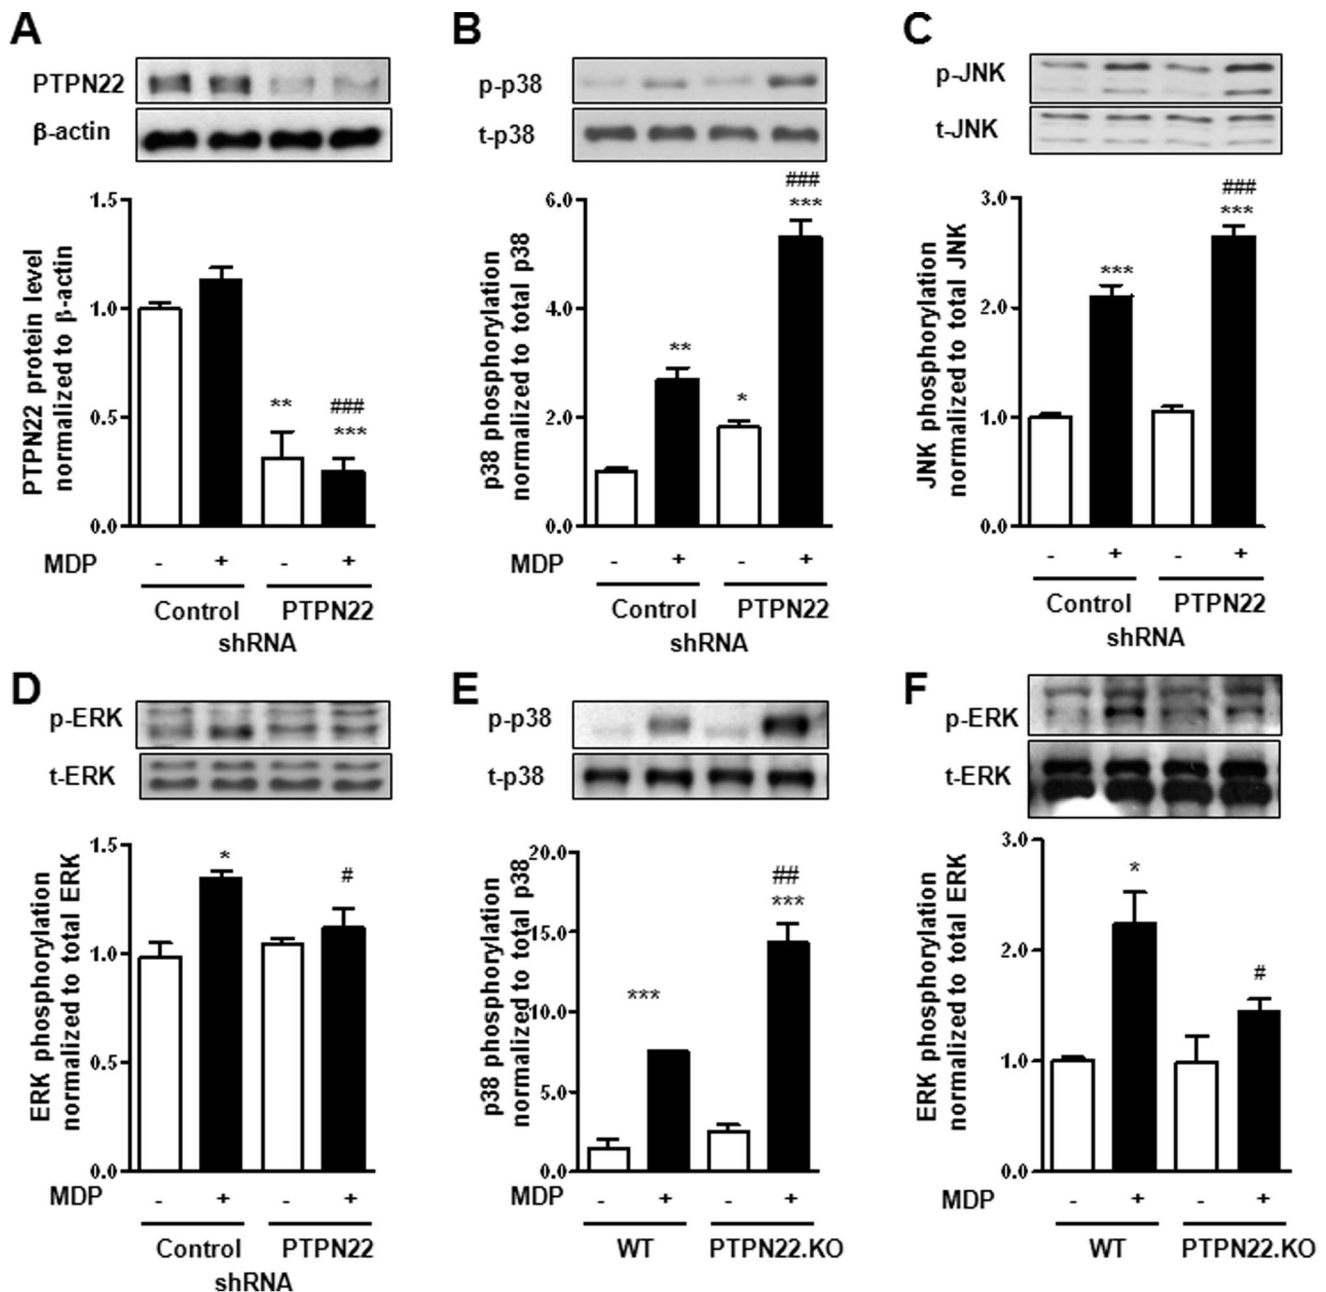 A
PTPN22
β-actin
PTPN22 protein level
normalized to β-actin
1.5
1.0
0.5
0.0
**
###
***
MDP - + - +
Control PTPN22
shRNA
B
p-p38
t-p38
p38 phosphorylation
normalized to total p38
6.0
4.0
2.0
0.0
**
*
###
***
MDP - + - +
Control PTPN22
shRNA
C
p-JNK
t-JNK
JNK phosphorylation
normalized to total JNK
3.0
2.0
1.0
0.0
***
###
***
MDP - + - +
Control PTPN22
shRNA
D
p-ERK
t-ERK
ERK phosphorylation
normalized to total ERK
1.5
1.0
0.5
0.0
*
#
MDP - + - +
Control PTPN22
shRNA
E
p-p38
t-p38
p38 phosphorylation
normalized to total p38
20.0
15.0
10.0
5.0
0.0
***
##
***
MDP - + - +
WT PTPN22.KO
F
p-ERK
t-ERK
ERK phosphorylation
normalized to total ERK
3.0
2.0
1.0
0.0
*
#
MDP - + - +
WT PTPN22.KO